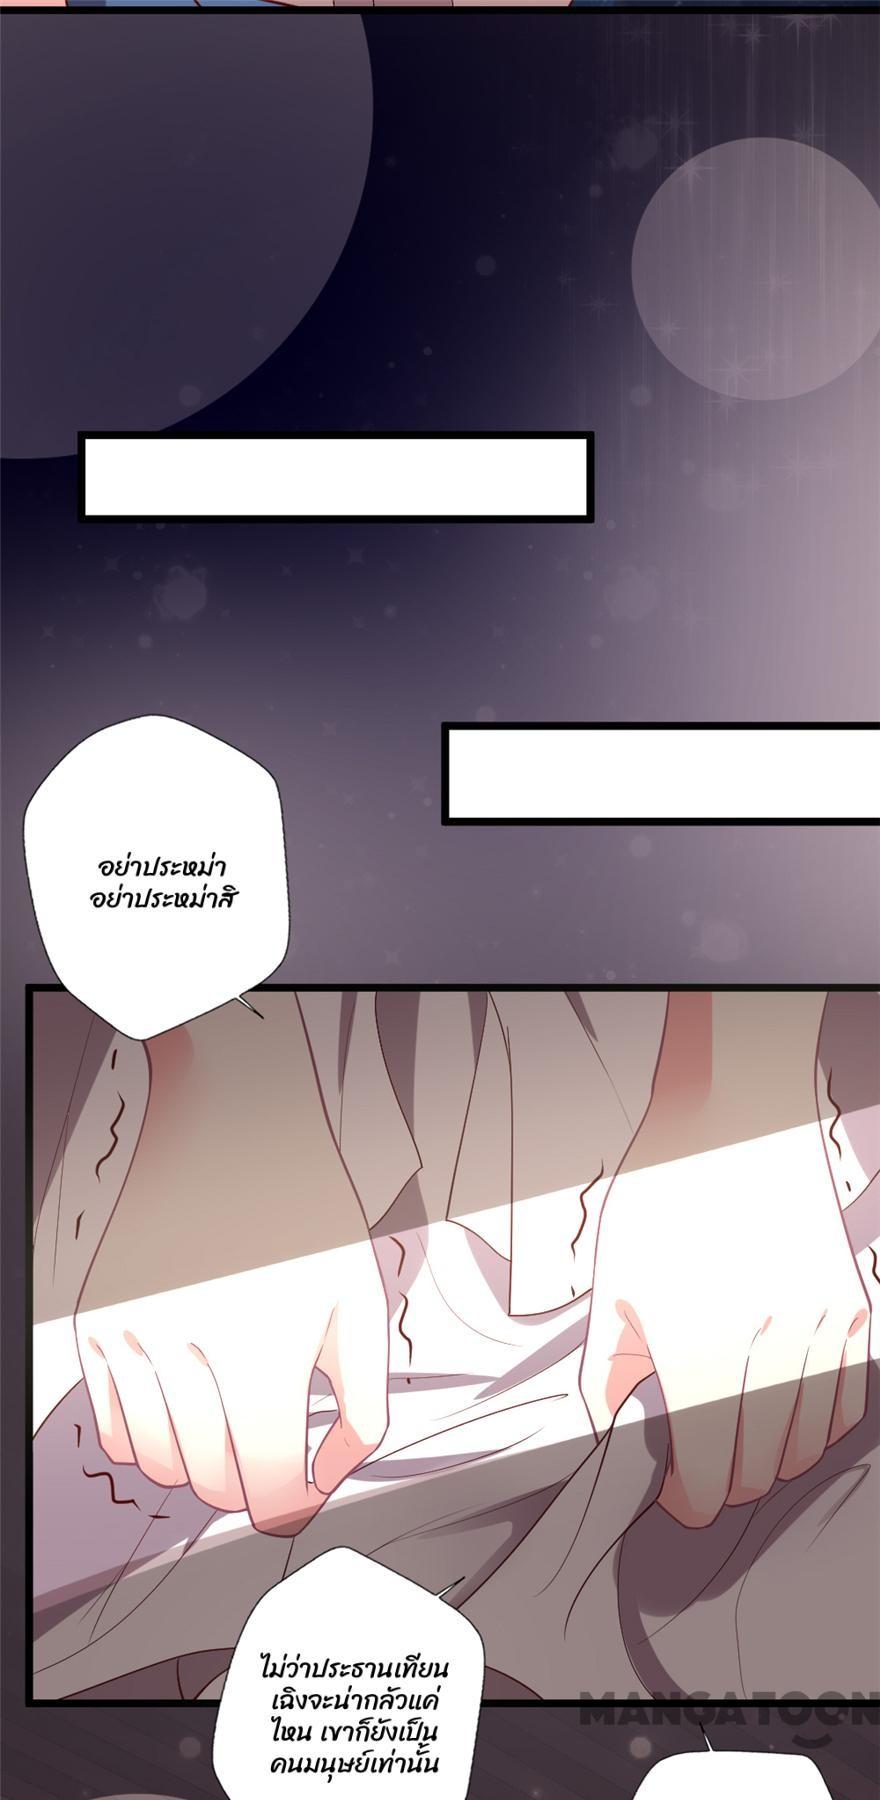 อย่าประหม่า
อย่าประหม่าสิ
ไม่ว่าประธานเทียน
เฉิงจะน่ากลัวแค่
ไหน เขาก็ยังเป็น
คนมนุษย์เท่านั้น
MANGATOON